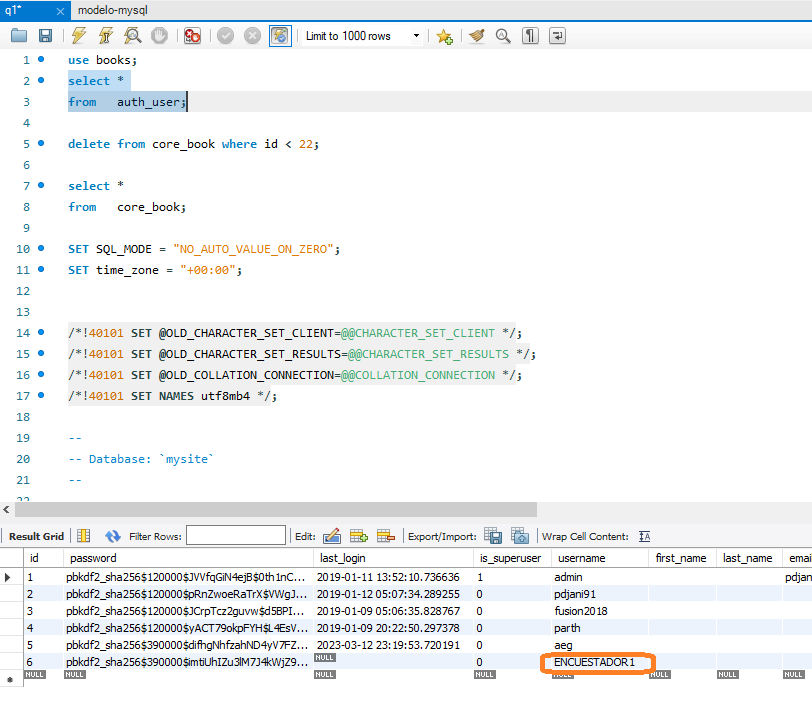 q1* × modelo-mysql
Limit to 1000 rows
1 use books;
2 select *
3 from auth_user;
4
5 delete from core_book where id < 22;
6
7 select *
8 from core_book;
9
10 SET SQL_MODE = "NO_AUTO_VALUE_ON_ZERO";
11 SET time_zone = "+00:00";
12
13
14 /*!40101 SET @OLD_CHARACTER_SET_CLIENT=@@CHARACTER_SET_CLIENT */;
15 /*!40101 SET @OLD_CHARACTER_SET_RESULTS=@@CHARACTER_SET_RESULTS */;
16 /*!40101 SET @OLD_COLLATION_CONNECTION=@@COLLATION_CONNECTION */;
17 /*!40101 SET NAMES utf8mb4 */;
18
19 --
20 -- Database: `mysite`
21 --
Result Grid Filter Rows: Edit: Export/Import: Wrap Cell Content:
id password last_login is_superuser username first_name last_name email
1 pbkdf2_sha256$120000$JVVfqGiN4ejB$0th1nC... 2019-01-11 13:52:10.736636 1 admin pdjani
2 pbkdf2_sha256$120000$pRnZwoeRaTrX$VWgJ... 2019-01-12 05:07:34.289255 0 pdjani91
3 pbkdf2_sha256$120000$JCrpTcz2guvw$d5BPI... 2019-01-09 05:06:35.828767 0 fusion2018
4 pbkdf2_sha256$120000$yACT79okpFYH$L4EsV... 2019-01-09 20:22:50.297378 0 parth
5 pbkdf2_sha256$390000$difhgNhfzahND4yV7FZ... 2023-03-12 23:19:53.720191 0 aeg
6 pbkdf2_sha256$390000$imtiUhIZu3lM7J4kWjZ9... NULL 0 ENCUESTADOR1
NULL NULL NULL NULL NULL NULL NULL NULL